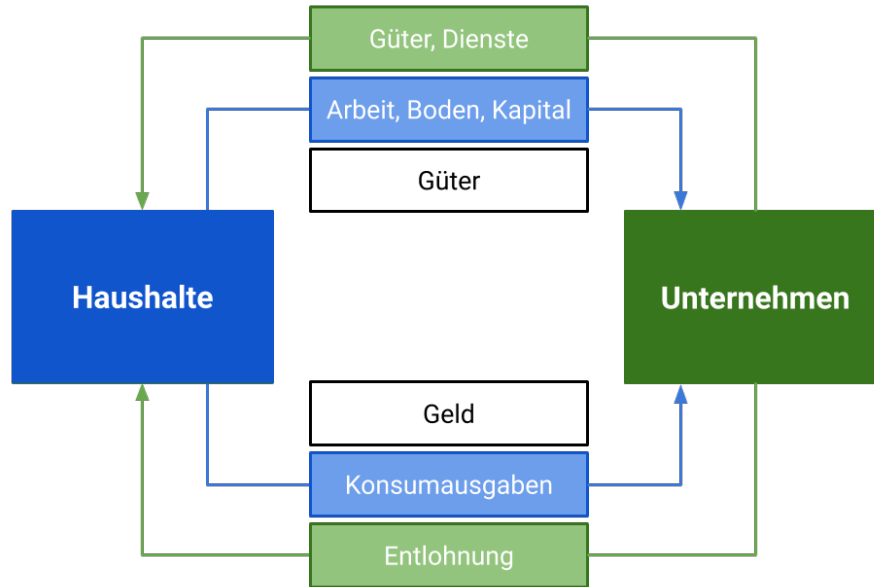 Güter, Dienste
Arbeit, Boden, Kapital
Güter
Haushalte
Unternehmen
Geld
Konsumausgaben
Entlohnung